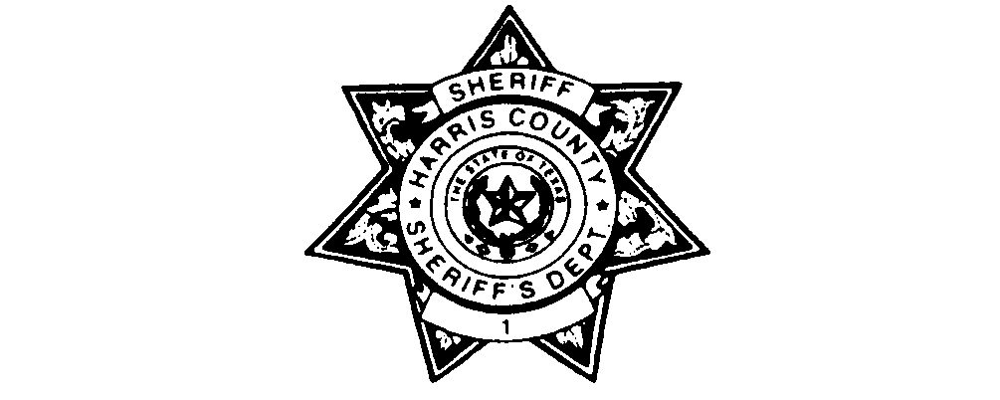 SHERIFF
HARRIS COUNTY
THE STATE OF TEXAS
SHERIFF'S DEPT.
1